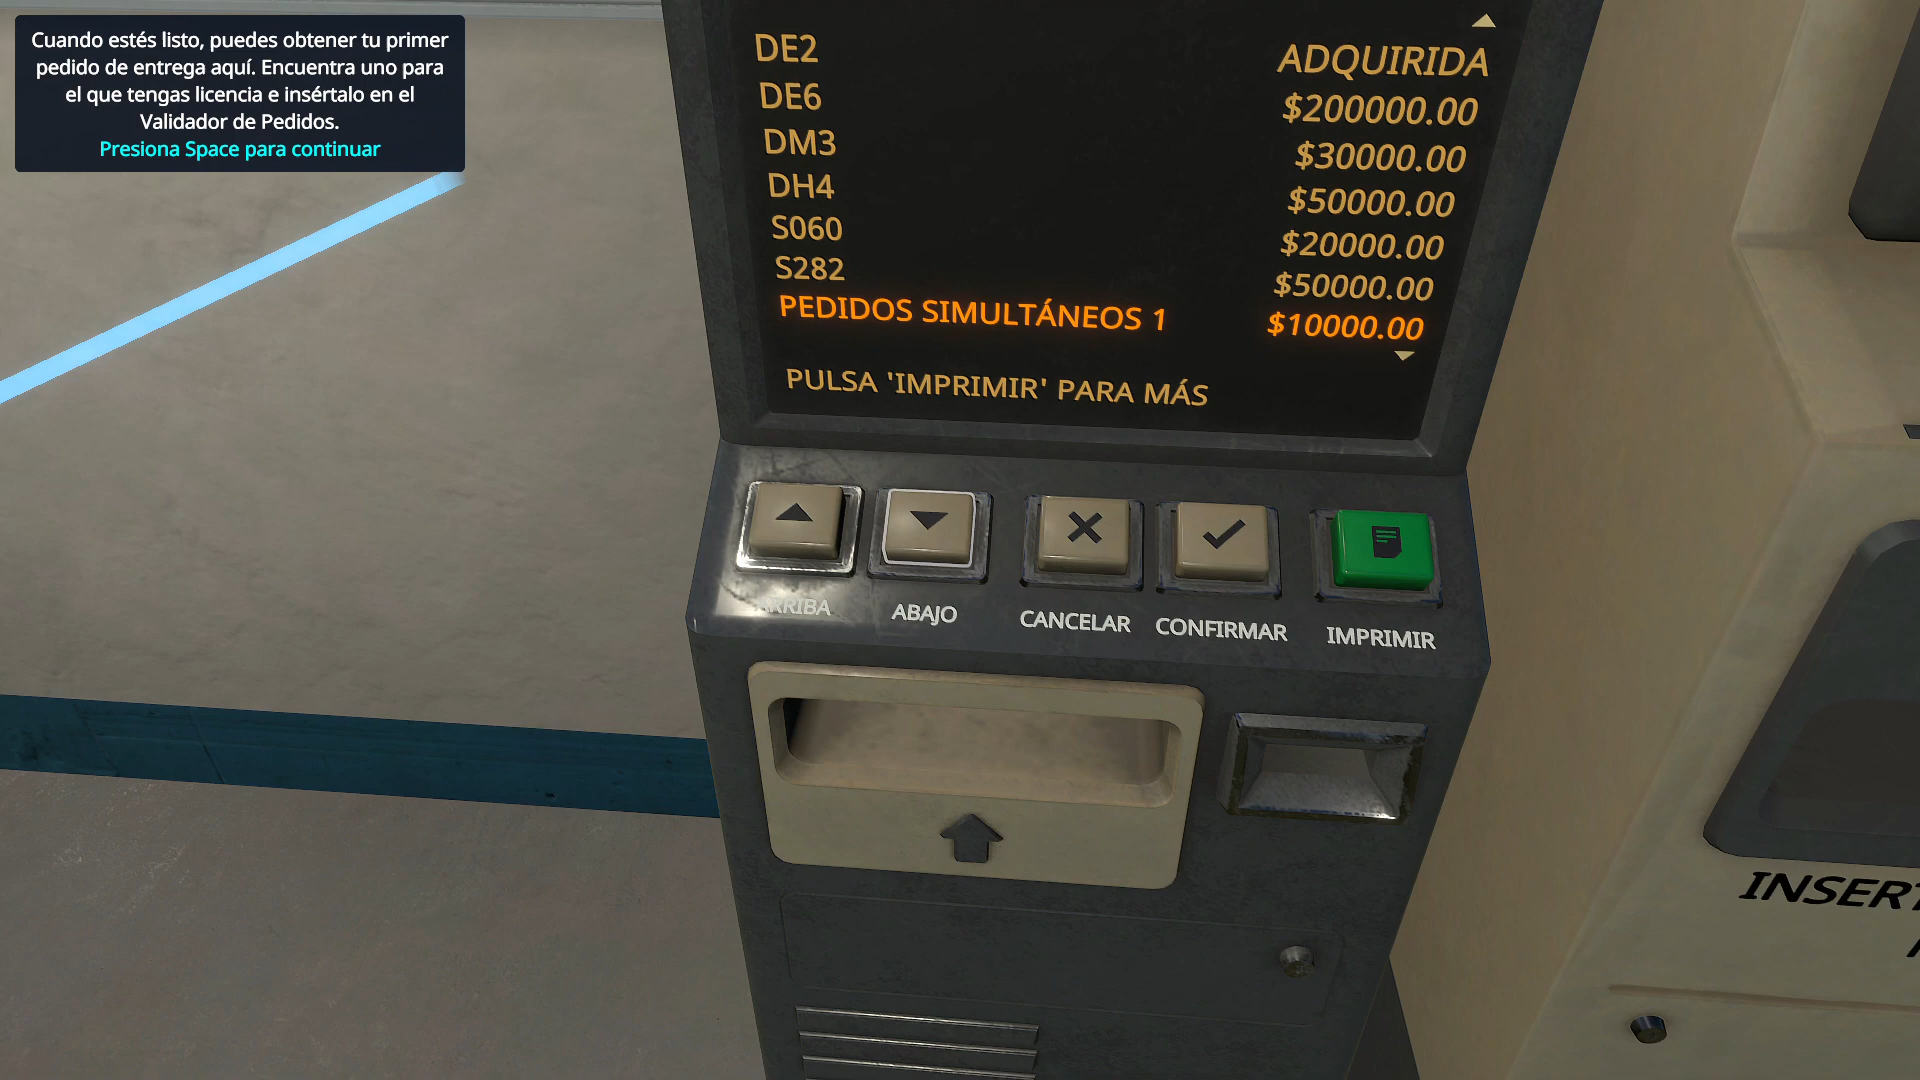 Cuando estés listo, puedes obtener tu primer
pedido de entrega aquí. Encuentra uno para
el que tengas licencia e insértalo en el
Validador de Pedidos.
Presiona Space para continuar
DE2 ADQUIRIDA
DE6 $200000.00
DM3 $30000.00
DH4 $50000.00
S060 $20000.00
S282 $50000.00
PEDIDOS SIMULTÁNEOS 1 $10000.00
PULSA 'IMPRIMIR' PARA MÁS
ARRIBA ABAJO CANCELAR CONFIRMAR IMPRIMIR